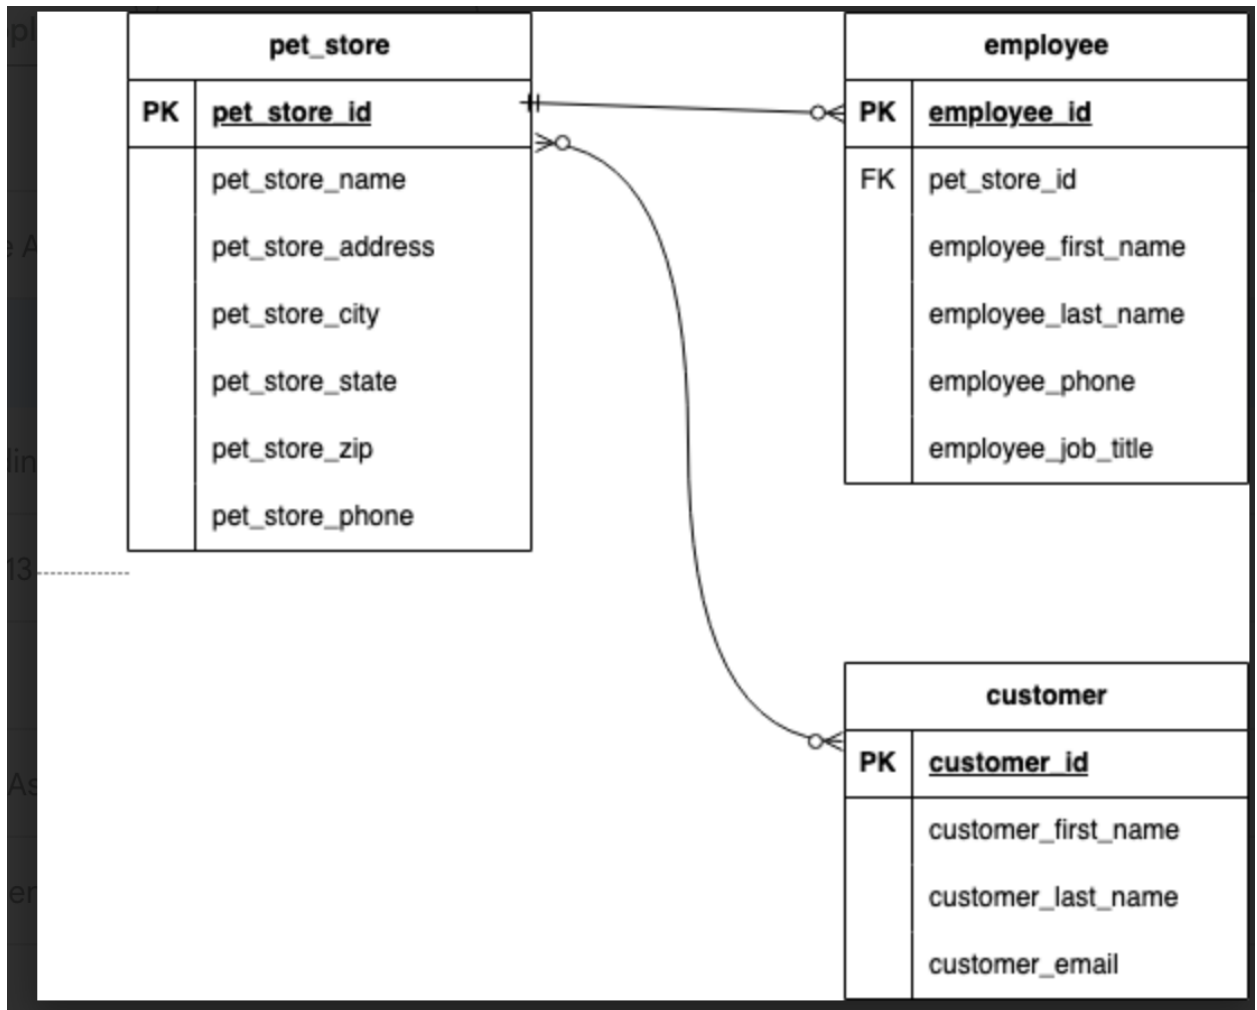 pet_store
PK pet_store_id
pet_store_name
pet_store_address
pet_store_city
pet_store_state
pet_store_zip
pet_store_phone
employee
PK employee_id
FK pet_store_id
employee_first_name
employee_last_name
employee_phone
employee_job_title
customer
PK customer_id
customer_first_name
customer_last_name
customer_email
13